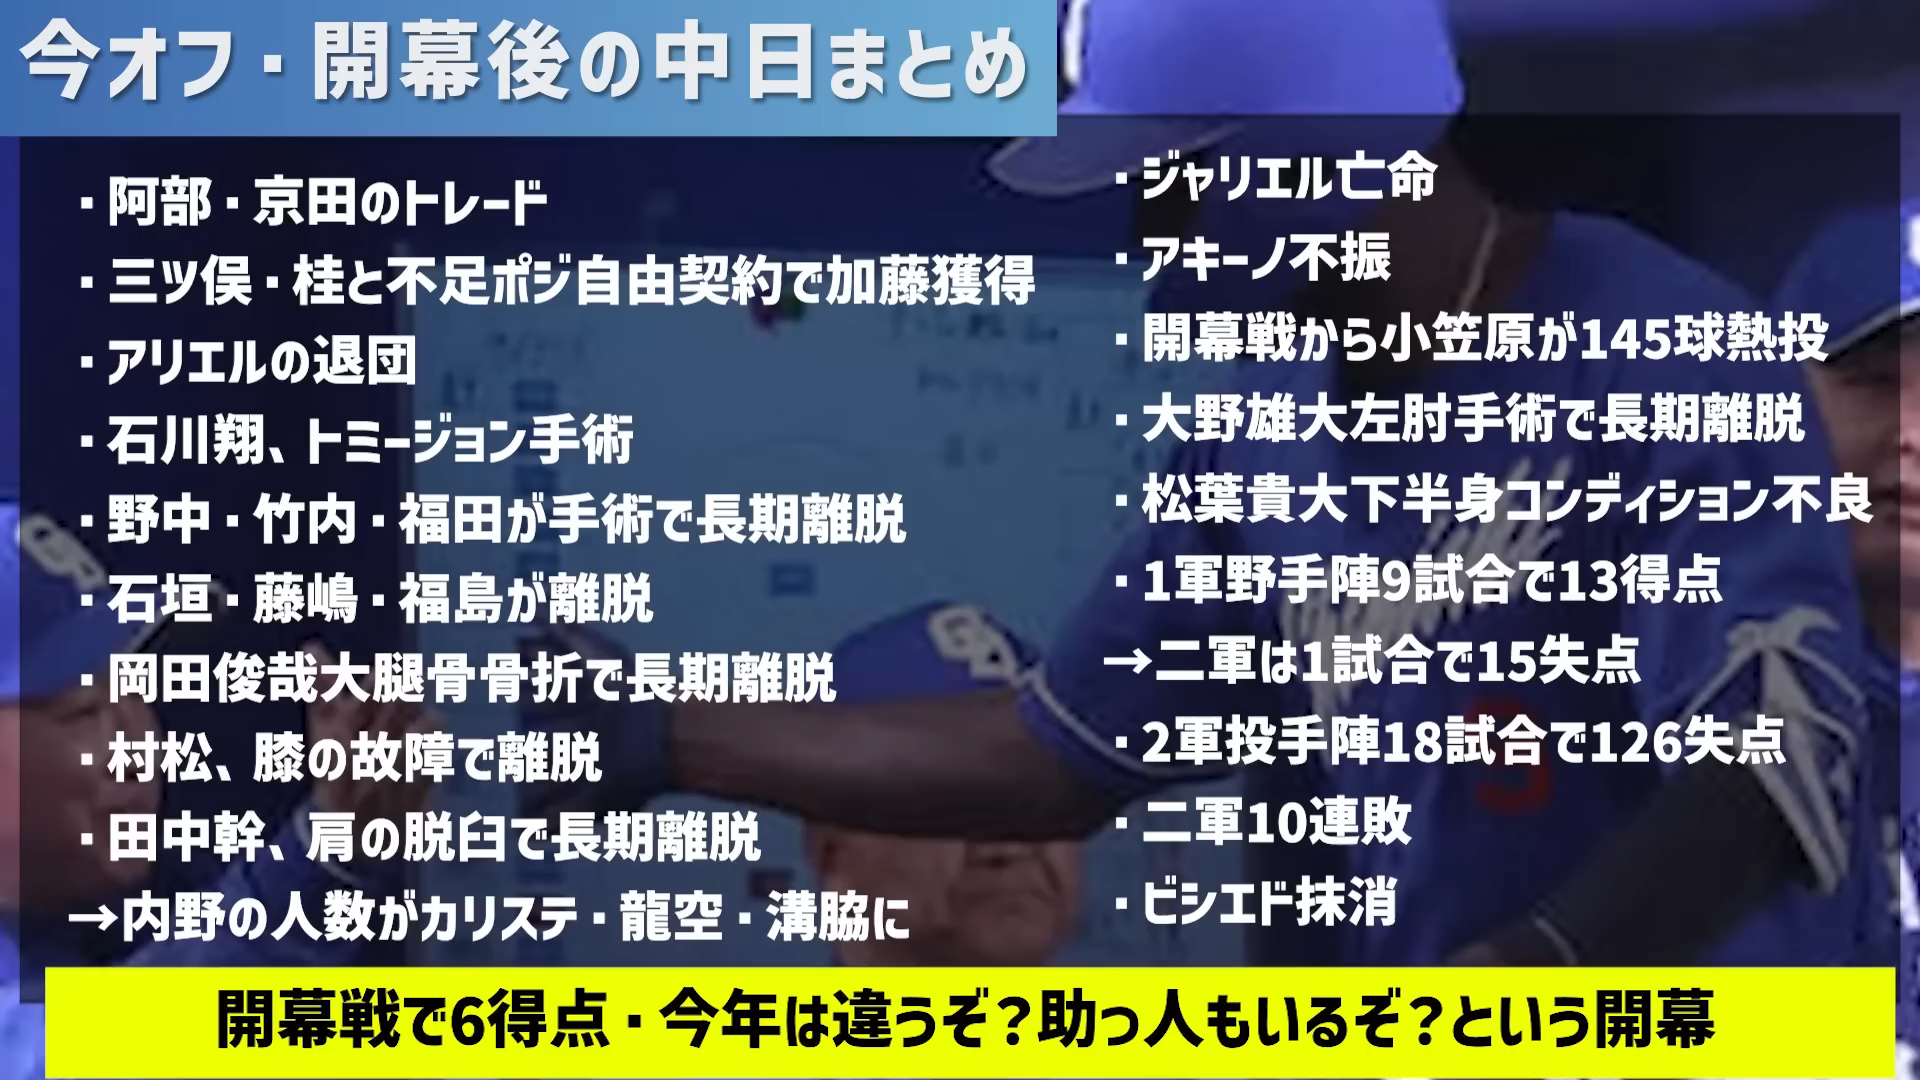 今オフ・開幕後の中日まとめ
・阿部・京田のトレード
・三ツ俣・桂と不足ポジ自由契約で加藤獲得
・アリエルの退団
・石川翔、トミージョン手術
・野中・竹内・福田が手術で長期離脱
・石垣・藤嶋・福島が離脱
・岡田俊哉大腿骨骨折で長期離脱
・村松、膝の故障で離脱
・田中幹、肩の脱臼で長期離脱
→内野の人数がカリステ・龍空・溝脇に
・ジャリエル亡命
・アキーノ不振
・開幕戦から小笠原が145球熱投
・大野雄大左肘手術で長期離脱
・松葉貴大下半身コンディション不良
・1軍野手陣9試合で13得点
→二軍は1試合で15失点
・2軍投手陣18試合で126失点
・二軍10連敗
・ビシエド抹消
開幕戦で6得点・今年は違うぞ？助っ人もいるぞ？という開幕